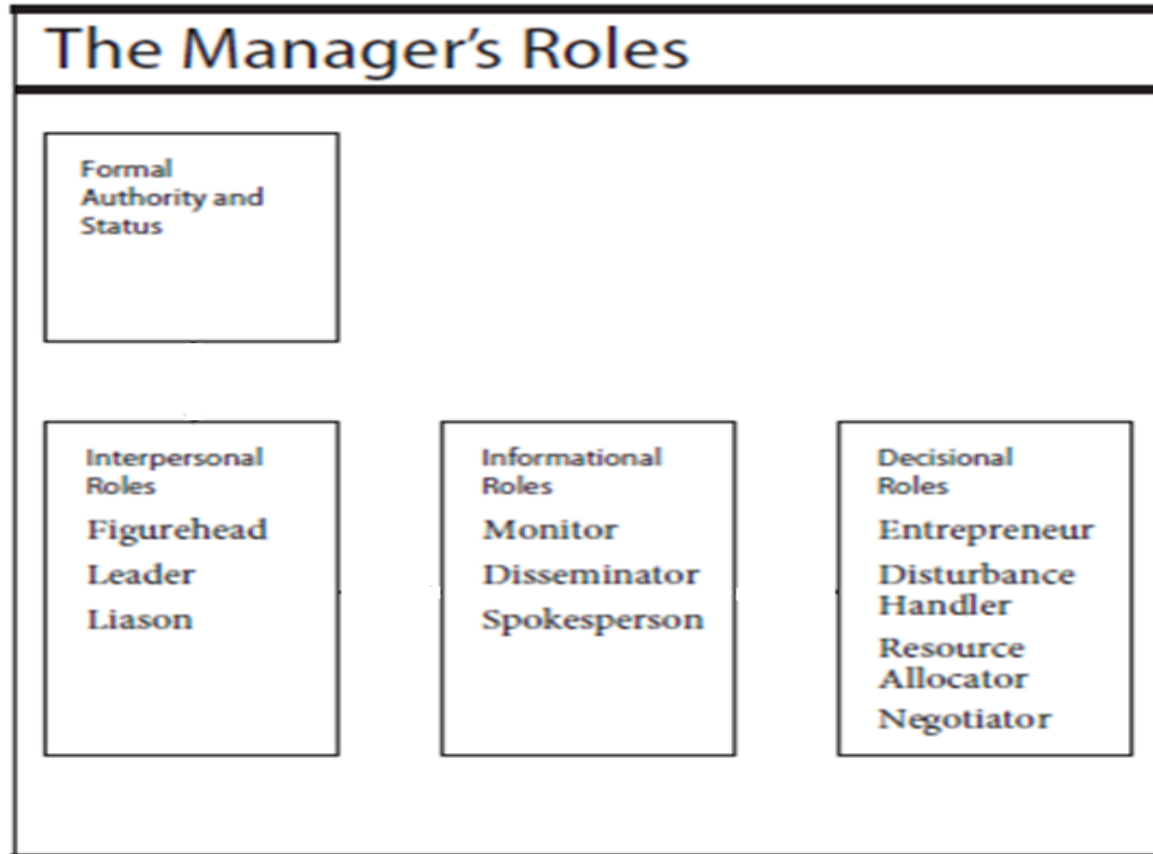 The Manager’s Roles
Formal
Authority and
Status
Interpersonal
Roles
Figurehead
Leader
Liason
Informational
Roles
Monitor
Disseminator
Spokesperson
Decisional
Roles
Entrepreneur
Disturbance
Handler
Resource
Allocator
Negotiator